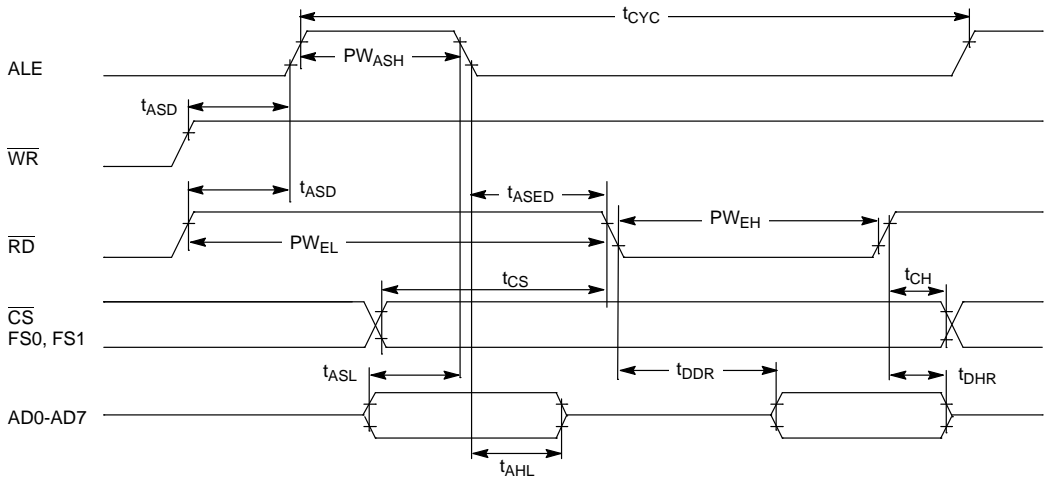 tCYC
ALE
PWASH
tASD
WR
tASD
tASED
RD
PWEL
PWEH
tCS
tCH
CS
FS0, FS1
tASL
tDDR
tDHR
AD0-AD7
tAHL